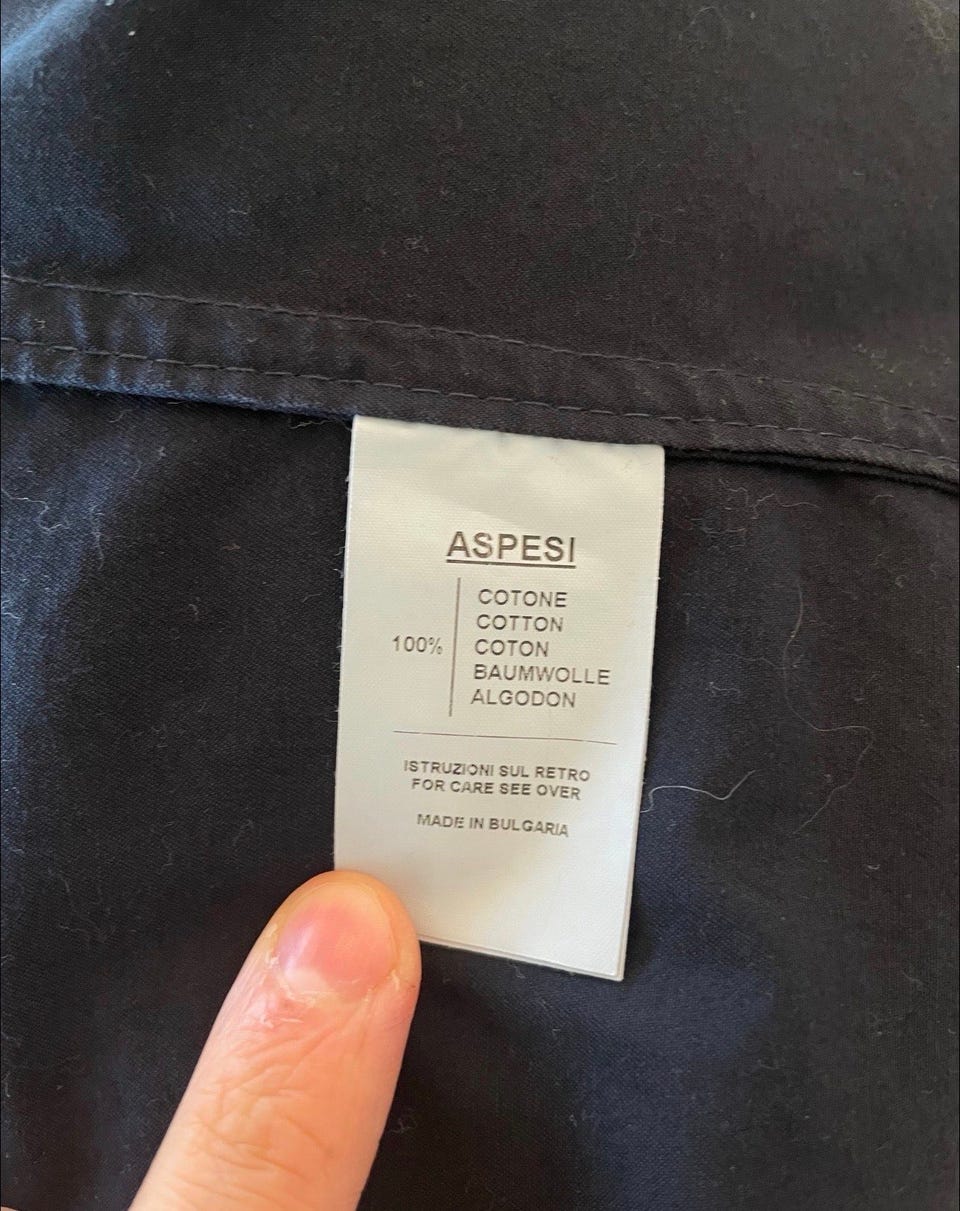 ASPESI
COTONE
COTTON
100% COTON
BAUMWOLLE
ALGODON
ISTRUZIONI SUL RETRO
FOR CARE SEE OVER
MADE IN BULGARIA